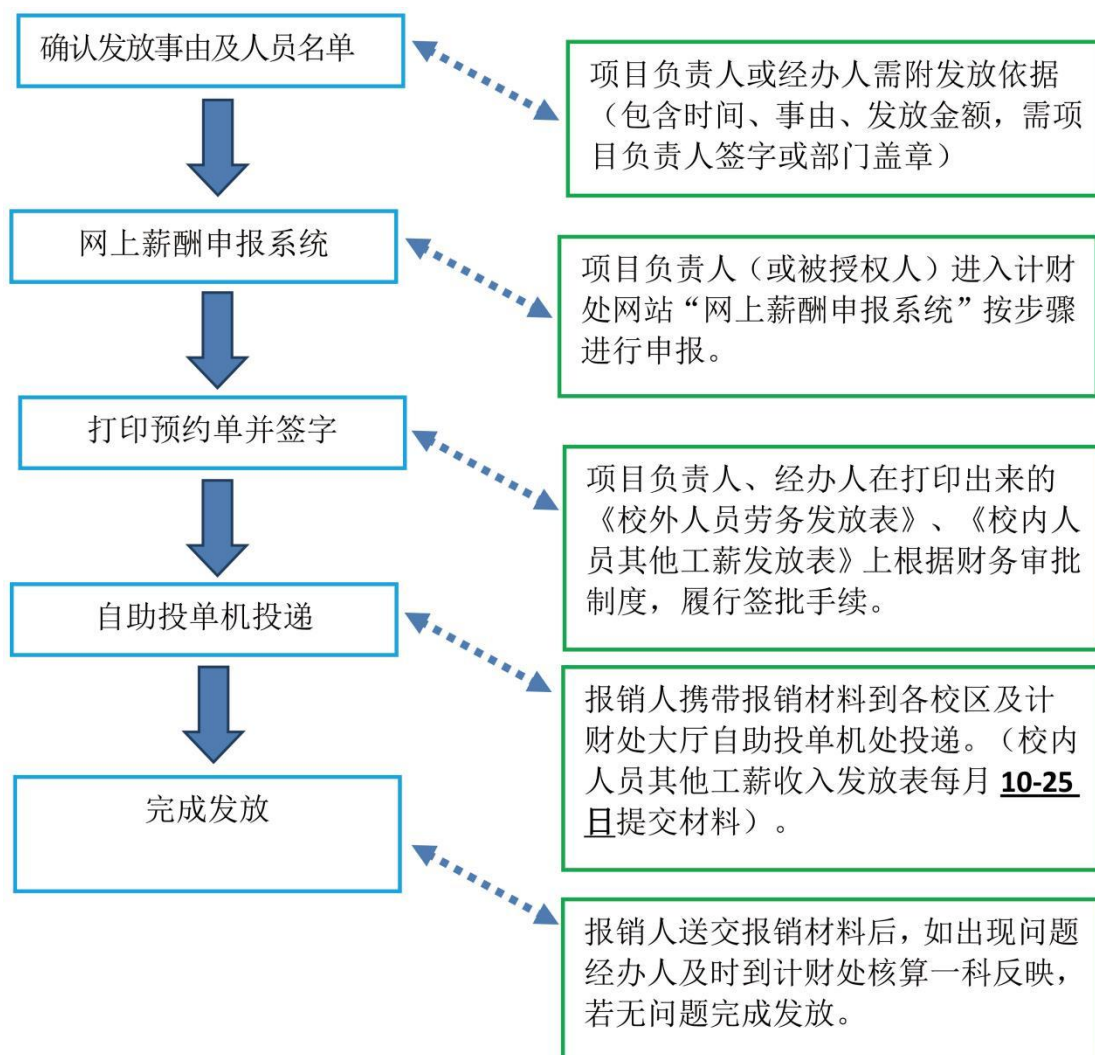 确认发放事由及人员名单
项目负责人或经办人需附发放依据
（包含时间、事由、发放金额，需项
目负责人签字或部门盖章）
网上薪酬申报系统
项目负责人（或被授权人）进入计财
处网站“网上薪酬申报系统”按步骤
进行申报。
打印预约单并签字
项目负责人、经办人在打印出来的
《校外人员劳务发放表》、《校内人
员其他工薪发放表》上根据财务审批
制度，履行签批手续。
自助投单机投递
报销人携带报销材料到各校区及计
财处大厅自助投单机处投递。（校内
人员其他工薪收入发放表每月 10-25
日提交材料）。
完成发放
报销人送交报销材料后，如出现问题
经办人及时到计财处核算一科反映，
若无问题完成发放。